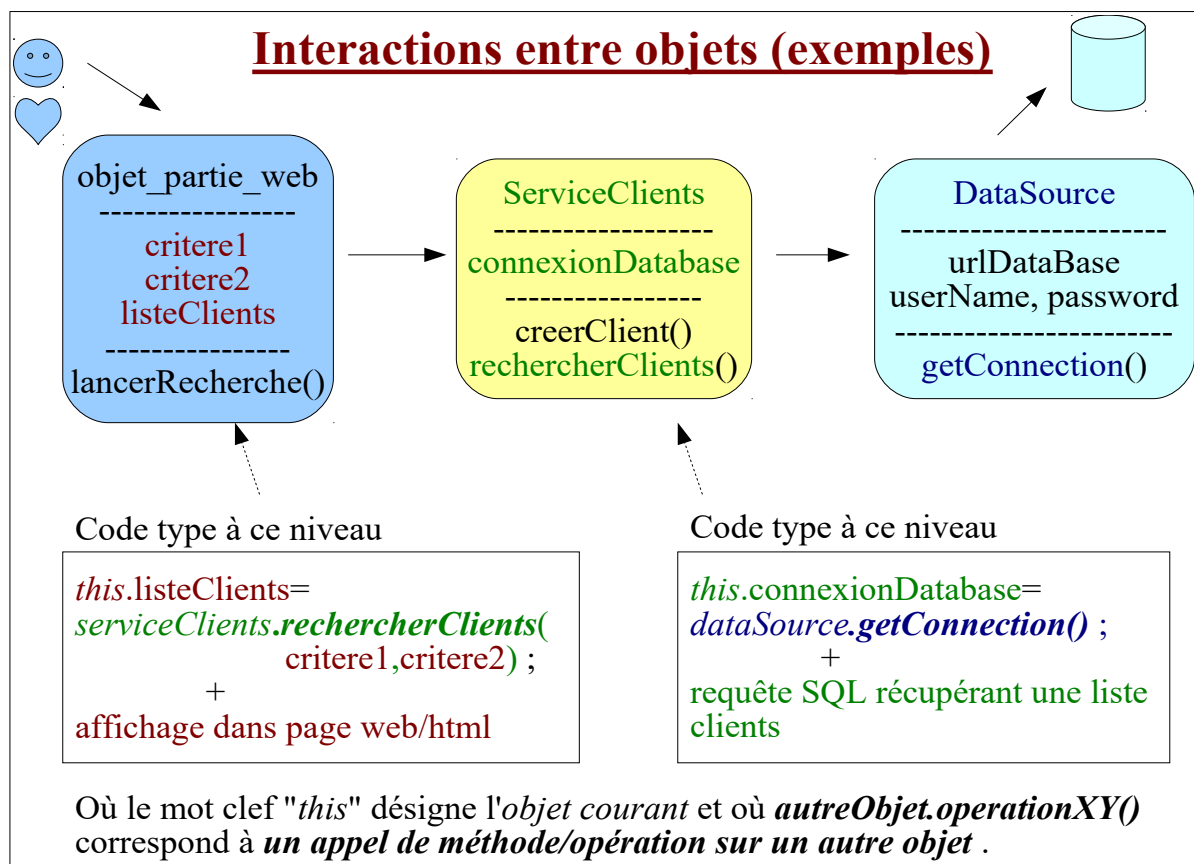 Interactions entre objets (exemples)
objet_partie_web
-----------------
critere1
critere2
listeClients
----------------
lancerRecherche()
ServiceClients
-------------------
connexionDatabase
-----------------
creerClient()
rechercherClients()
DataSource
-----------------------
urlDataBase
userName, password
------------------------
getConnection()
Code type à ce niveau
this.listeClients=
serviceClients.rechercherClients(
critere1,critere2) ;
+
affichage dans page web/html
Code type à ce niveau
this.connexionDatabase=
dataSource.getConnection() ;
+
requête SQL récupérant une liste
clients
Où le mot clef "this" désigne l'objet courant et où autreObjet.operationXY()
correspond à un appel de méthode/opération sur un autre objet .